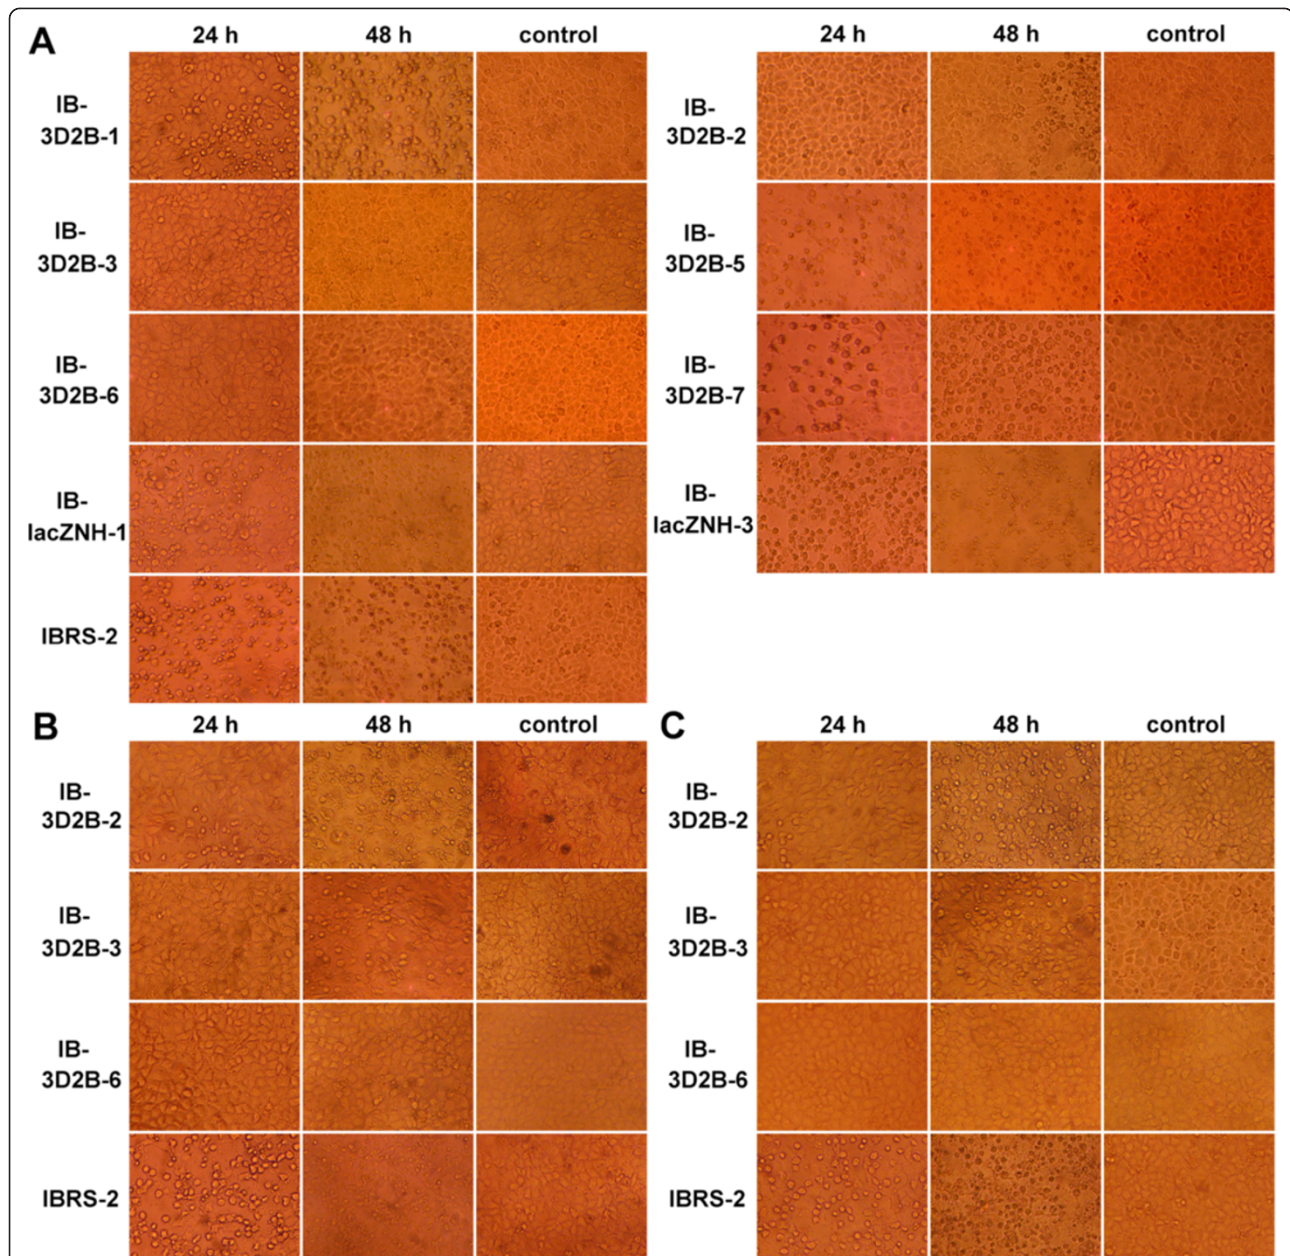 A
24 h 48 h control
24 h 48 h control
IB-
3D2B-1
IB-
3D2B-2
IB-
3D2B-3
IB-
3D2B-5
IB-
3D2B-6
IB-
3D2B-7
IB-
lacZNH-1
IB-
lacZNH-3
IBRS-2
B
24 h 48 h control
IB-
3D2B-2
IB-
3D2B-3
IB-
3D2B-6
IBRS-2
C
24 h 48 h control
IB-
3D2B-2
IB-
3D2B-3
IB-
3D2B-6
IBRS-2